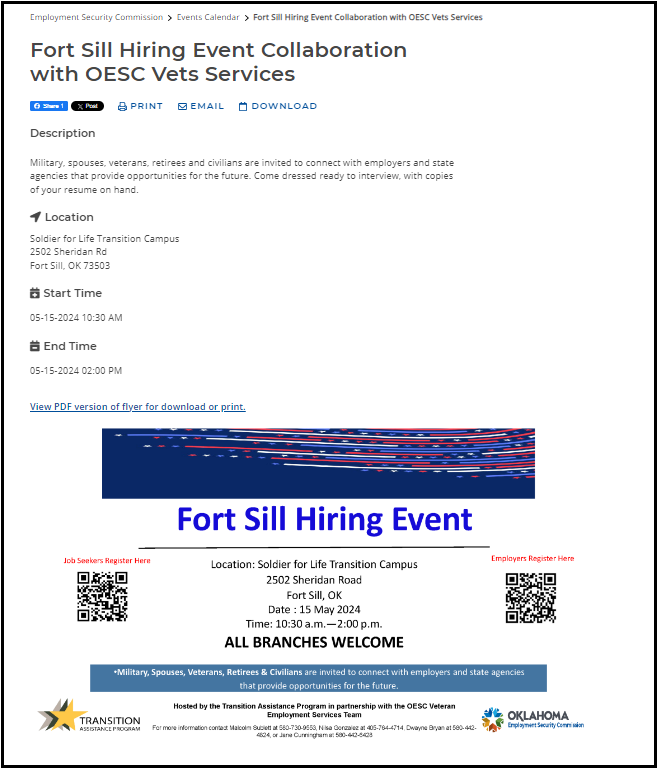 Employment Security Commission > Events Calendar > Fort Sill Hiring Event Collaboration with OESC Vets Services
Fort Sill Hiring Event Collaboration
with OESC Vets Services
Share 1 X Post PRINT EMAIL DOWNLOAD
Description
Military, spouses, veterans, retirees and civilians are invited to connect with employers and state
agencies that provide opportunities for the future. Come dressed ready to interview, with copies
of your resume on hand.
Location
Soldier for Life Transition Campus
2502 Sheridan Rd
Fort Sill, OK 73503
Start Time
05-15-2024 10:30 AM
End Time
05-15-2024 02:00 PM
View PDF version of flyer for download or print.
Fort Sill Hiring Event
Job Seekers Register Here
Employers Register Here
Location: Soldier for Life Transition Campus
2502 Sheridan Road
Fort Sill, OK
Date : 15 May 2024
Time: 10:30 a.m.—2:00 p.m.
ALL BRANCHES WELCOME
•Military, Spouses, Veterans, Retirees & Civilians are invited to connect with employers and state agencies
that provide opportunities for the future.
TRANSITION
ASSISTANCE PROGRAM
Hosted by the Transition Assistance Program in partnership with the OESC Veteran
Employment Services Team
For more information contact Malcolm Sublett at 580-730-9553, Nilsa Gonzalez at 405-764-4714, Dwayne Bryan at 580-442-
4624, or Jane Cunningham at 580-442-6428
OKLAHOMA
Employment Security Commission